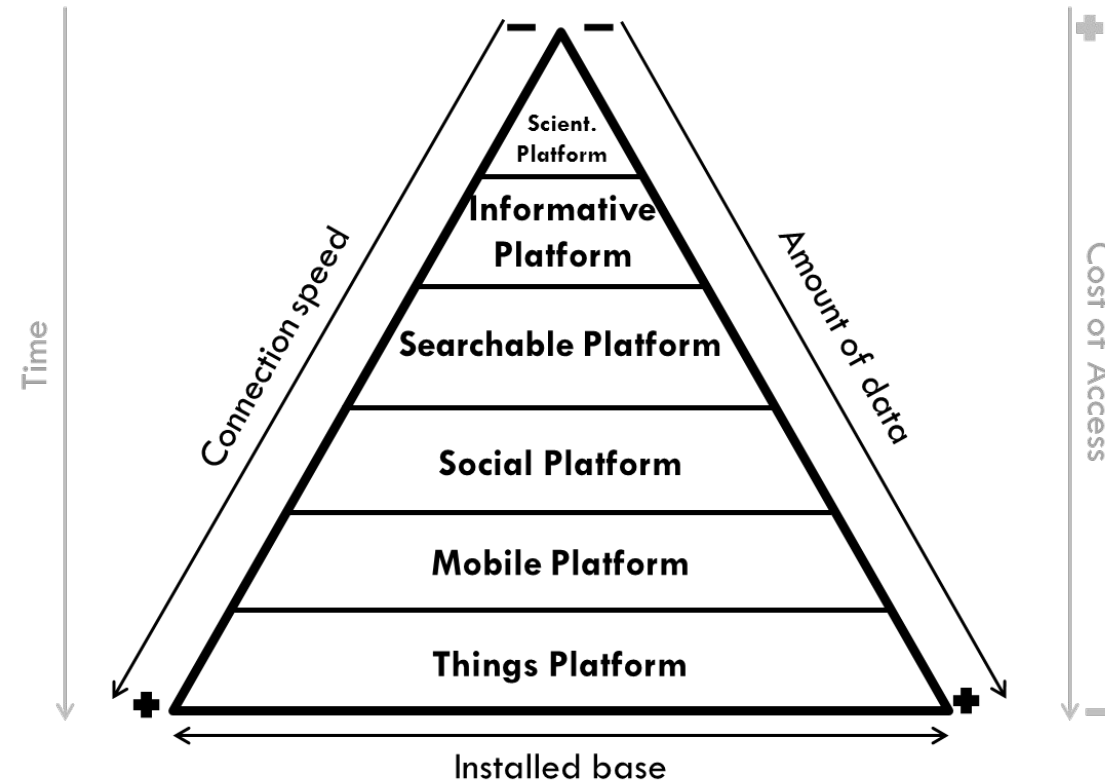 Scient.
Platform
Informative
Platform
Searchable Platform
Social Platform
Mobile Platform
Things Platform
Time
Connection speed
Amount of data
Cost of Access
Installed base